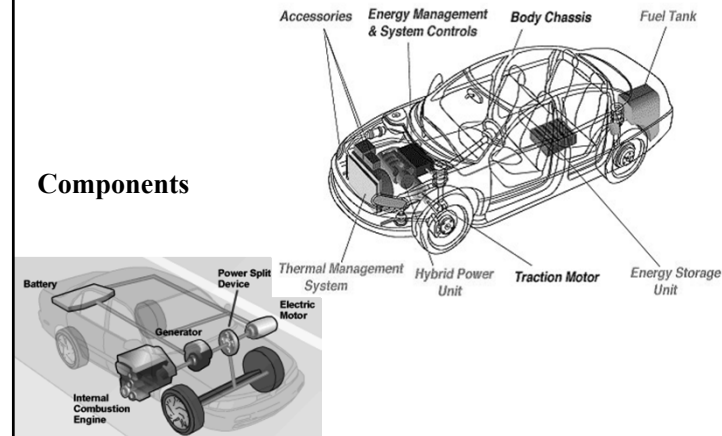 Accessories
Energy Management
& System Controls
Body Chassis
Fuel Tank
Components
Thermal Management
System
Hybrid Power
Unit
Traction Motor
Energy Storage
Unit
Battery
Power Split
Device
Electric
Motor
Generator
Internal
Combustion
Engine